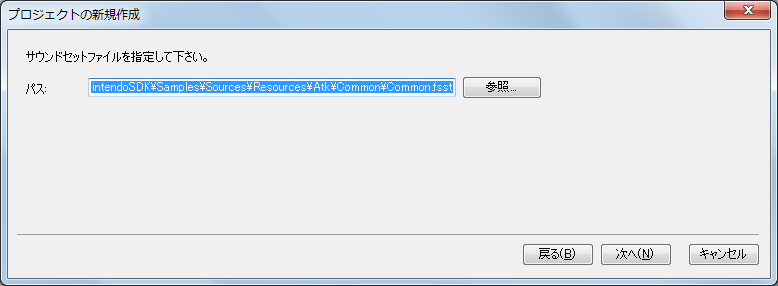 プロジェクトの新規作成
サウンドセットファイルを指定して下さい。
パス: intendoSDK¥Samples¥Sources¥Resources¥Atk¥Common¥Common.fsst 参照...
戻る(B) 次へ(N) キャンセル